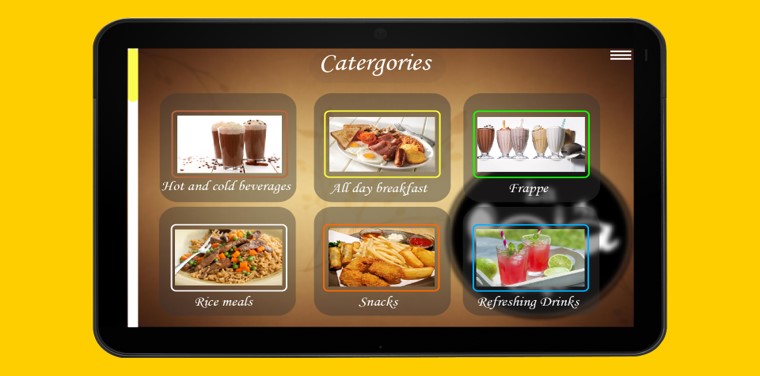 Catergories
Hot and cold beverages
All day breakfast
Frappe
Rice meals
Snacks
Refreshing Drinks